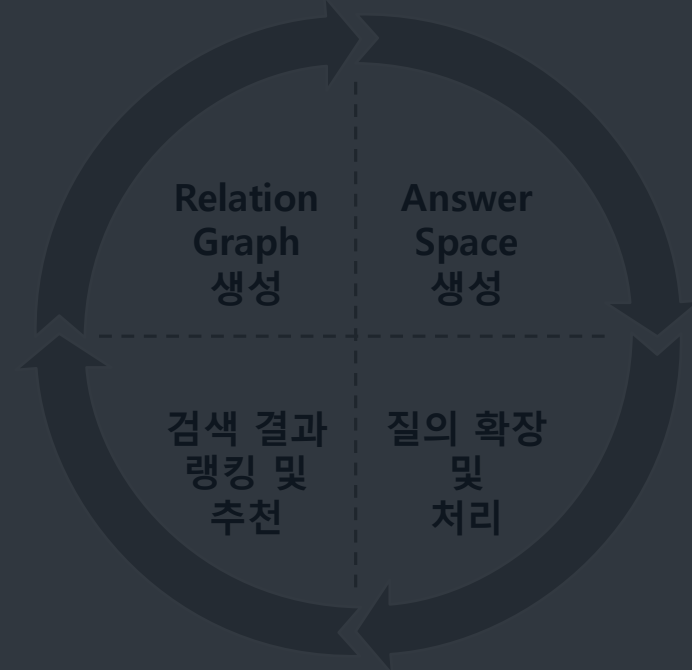 Relation
Graph
생성
Answer
Space
생성
검색 결과
랭킹 및
추천
질의 확장
및
처리